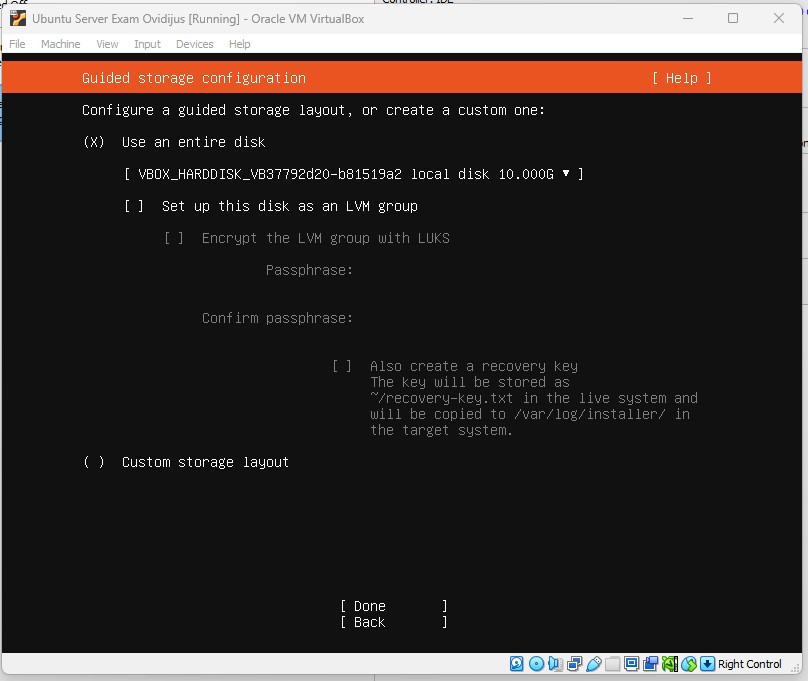 Ubuntu Server Exam Ovidijus [Running] - Oracle VM VirtualBox
File Machine View Input Devices Help
Guided storage configuration [ Help ]
Configure a guided storage layout, or create a custom one:
(X) Use an entire disk
[ VBOX_HARDDISK_VB37792d20-b81519a2 local disk 10.000G ▾ ]
[ ] Set up this disk as an LVM group
[ ] Encrypt the LVM group with LUKS
Passphrase:
Confirm passphrase:
[ ] Also create a recovery key
The key will be stored as
~/recovery-key.txt in the live system and
will be copied to /var/log/installer/ in
the target system.
( ) Custom storage layout
[ Done ]
[ Back ]
Right Control